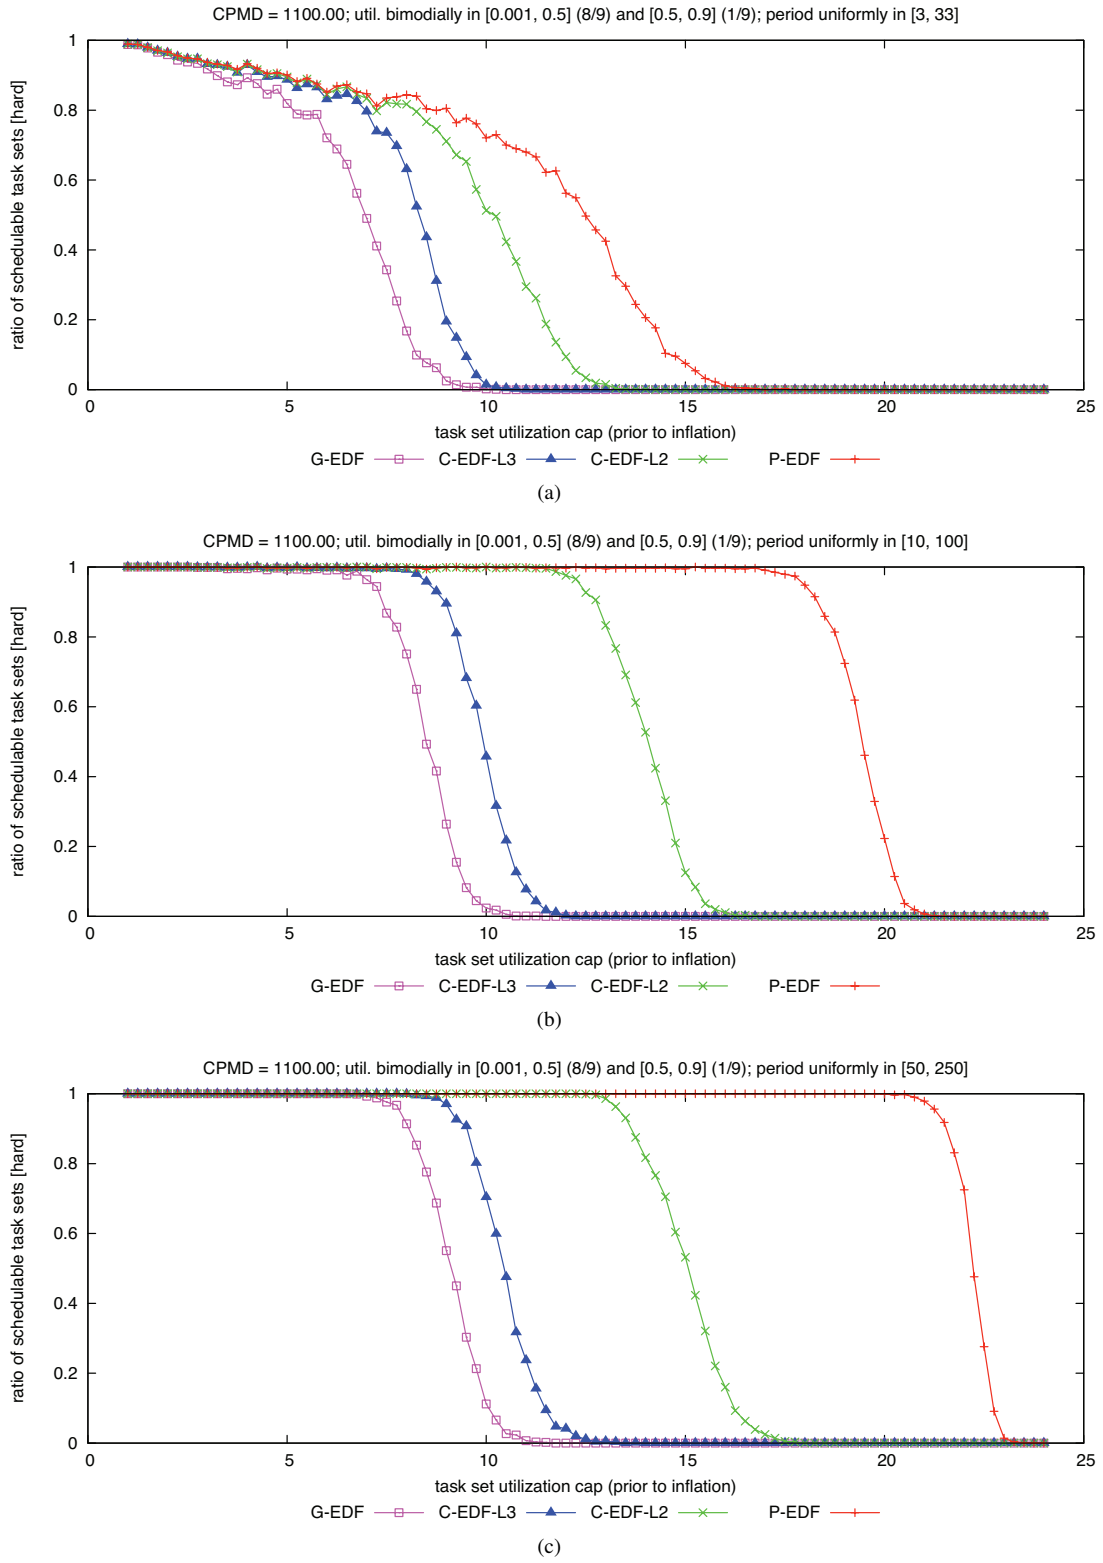 CPMD = 1100.00; util. bimodially in [0.001, 0.5] (8/9) and [0.5, 0.9] (1/9); period uniformly in [3, 33]
1
0.8
0.6
0.4
0.2
0
ratio of schedulable task sets [hard]
0 5 10 15 20 25
task set utilization cap (prior to inflation)
G-EDF C-EDF-L3 C-EDF-L2 P-EDF
(a)
CPMD = 1100.00; util. bimodially in [0.001, 0.5] (8/9) and [0.5, 0.9] (1/9); period uniformly in [10, 100]
1
0.8
0.6
0.4
0.2
0
ratio of schedulable task sets [hard]
0 5 10 15 20 25
task set utilization cap (prior to inflation)
G-EDF C-EDF-L3 C-EDF-L2 P-EDF
(b)
CPMD = 1100.00; util. bimodially in [0.001, 0.5] (8/9) and [0.5, 0.9] (1/9); period uniformly in [50, 250]
1
0.8
0.6
0.4
0.2
0
ratio of schedulable task sets [hard]
0 5 10 15 20 25
task set utilization cap (prior to inflation)
G-EDF C-EDF-L3 C-EDF-L2 P-EDF
(c)